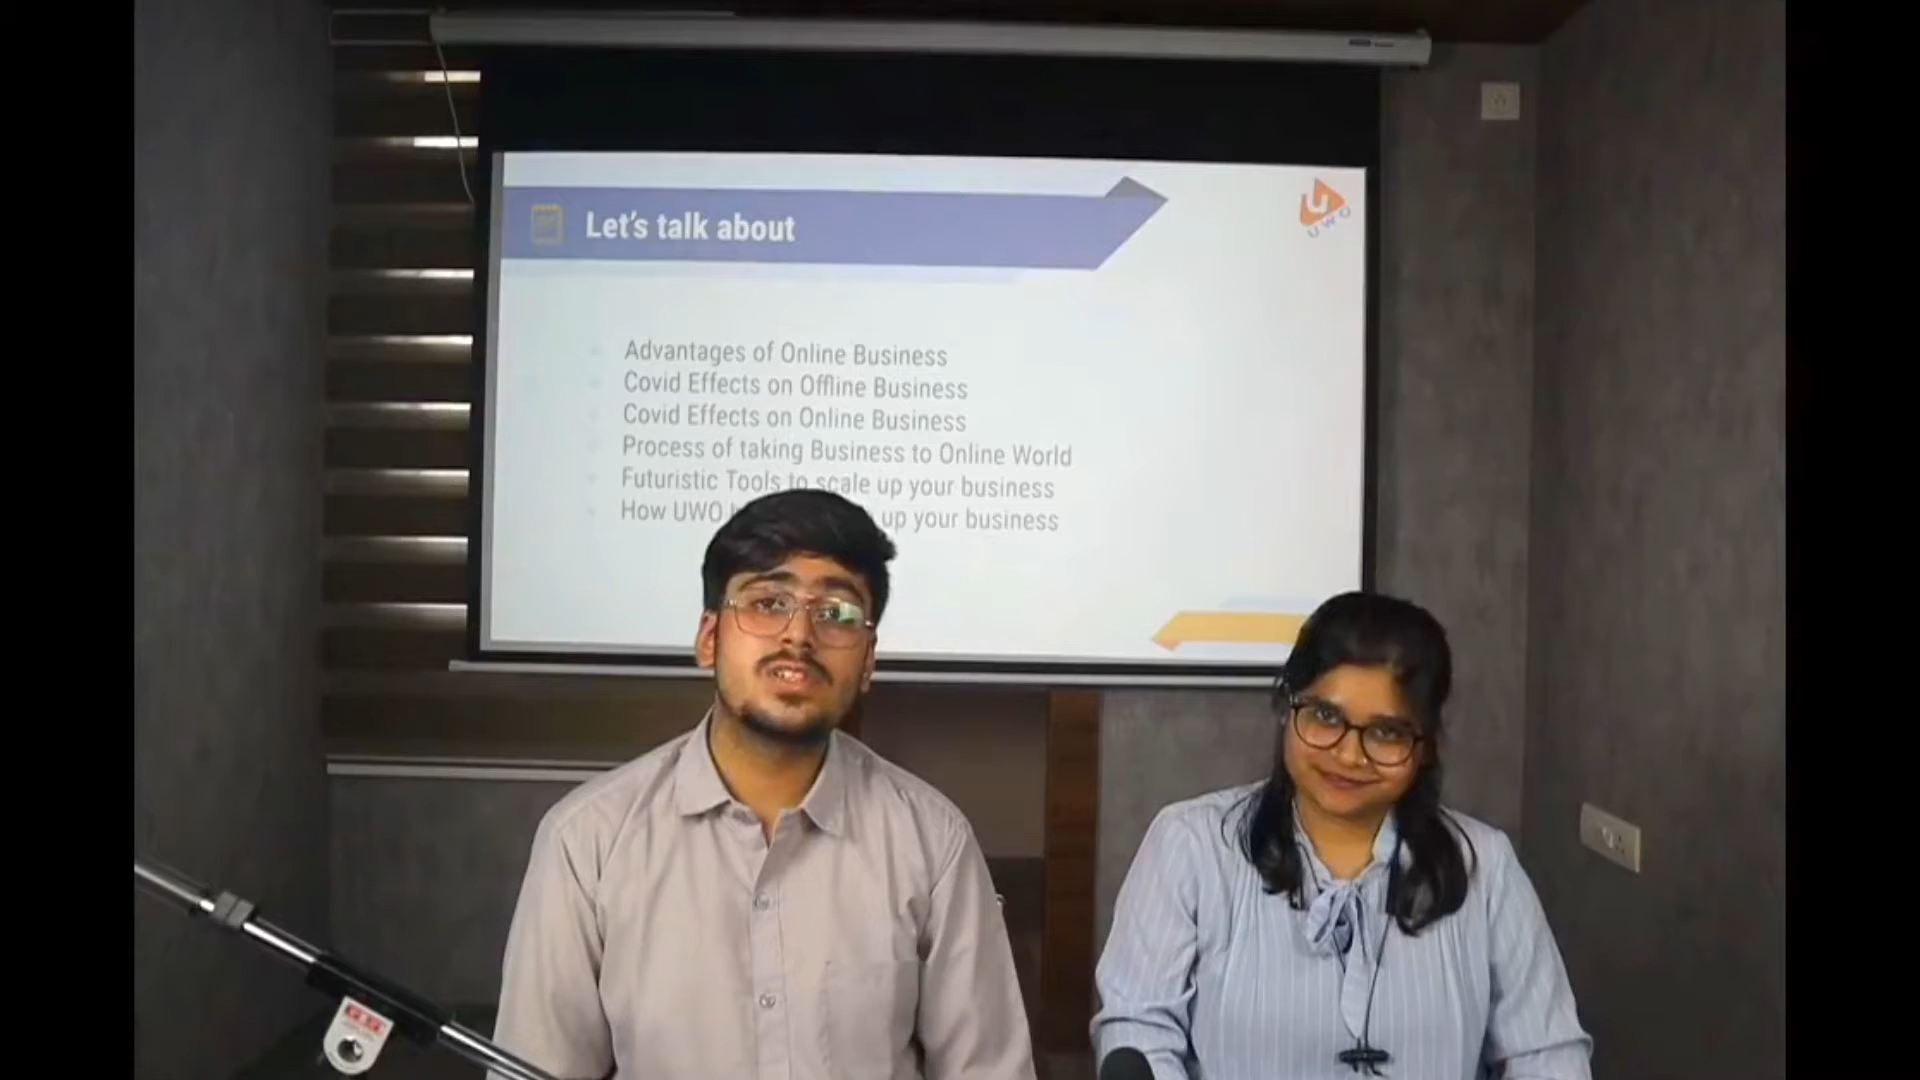 Let's talk about
U
UWO
Advantages of Online Business
Covid Effects on Offline Business
Covid Effects on Online Business
Process of taking Business to Online World
Futuristic Tools to scale up your business
How UWO up your business